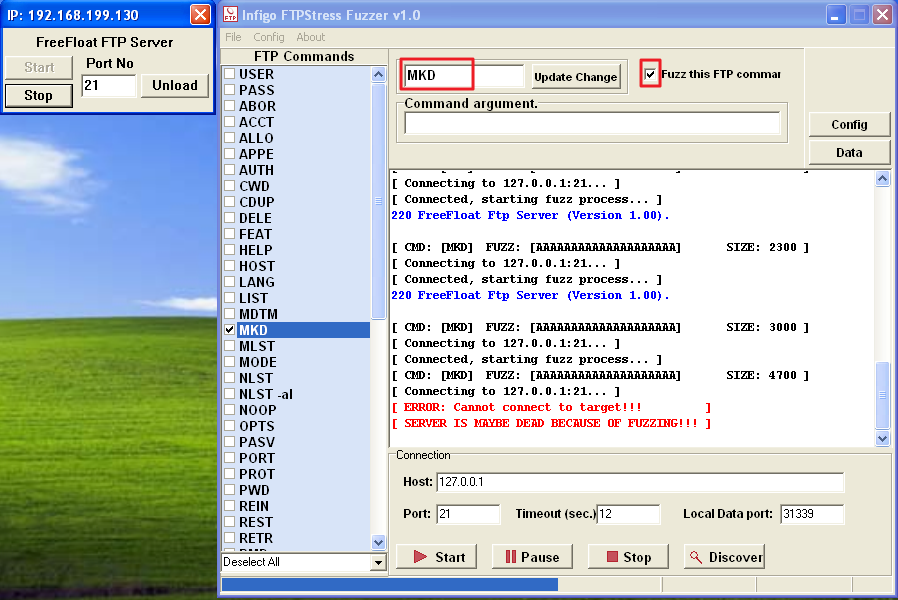 IP: 192.168.199.130
FreeFloat FTP Server
Start
Port No
21
Stop
Unload
FTP
Infigo FTPStress Fuzzer v1.0
File Config About
FTP Commands
USER
PASS
ABOR
ACCT
ALLO
APPE
AUTH
CWD
CDUP
DELE
FEAT
HELP
HOST
LANG
LIST
MDTM
MKD
MLST
MODE
NLST
NLST -al
NOOP
OPTS
PASV
PORT
PROT
PWD
REIN
REST
RETR
Deselect All
MKD
Update Change
Fuzz this FTP commar
Command argument.
Config
Data
[ Connecting to 127.0.0.1:21... ]
[ Connected, starting fuzz process... ]
220 FreeFloat Ftp Server (Version 1.00).
[ CMD: [MKD] FUZZ: [AAAAAAAAAAAAAAAAAAAA] SIZE: 2300 ]
[ Connecting to 127.0.0.1:21... ]
[ Connected, starting fuzz process... ]
220 FreeFloat Ftp Server (Version 1.00).
[ CMD: [MKD] FUZZ: [AAAAAAAAAAAAAAAAAAAA] SIZE: 3000 ]
[ Connecting to 127.0.0.1:21... ]
[ Connected, starting fuzz process... ]
[ CMD: [MKD] FUZZ: [AAAAAAAAAAAAAAAAAAAA] SIZE: 4700 ]
[ Connecting to 127.0.0.1:21... ]
[ ERROR: Cannot connect to target!!! ]
[ SERVER IS MAYBE DEAD BECAUSE OF FUZZING!!! ]
Connection
Host: 127.0.0.1
Port: 21 Timeout (sec.) 12 Local Data port: 31339
Start Pause Stop Discover